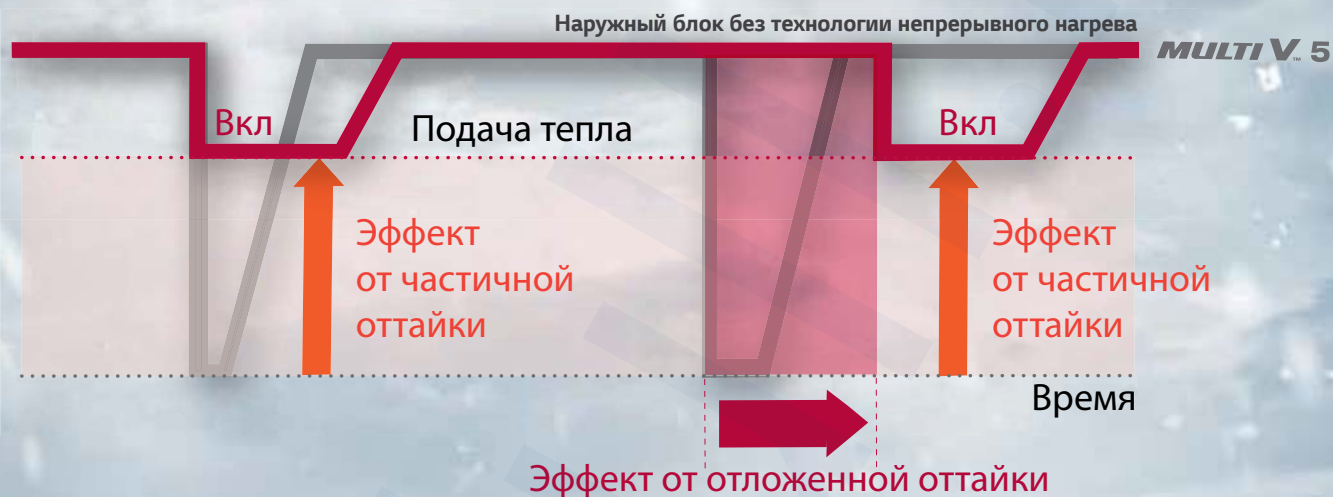 Наружный блок без технологии непрерывного нагрева
MULTI V™ 5
Вкл
Подача тепла
Вкл
Эффект
от частичной
оттайки
Эффект
от частичной
оттайки
Время
Эффект от отложенной оттайки